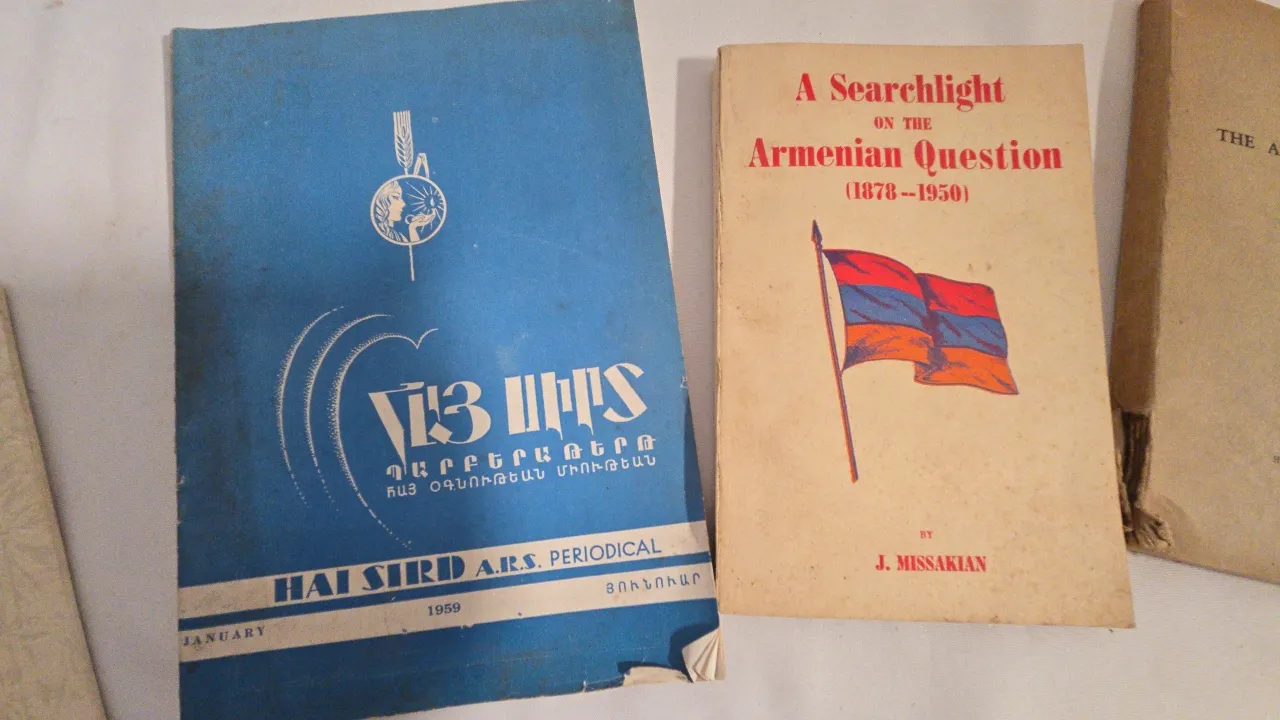 ՀԱՅ ՍԻՐՏ
ՊԱՐԲԵՐԱԹԵՐԹ
ՀԱՅ ՕԳՆՈՒԹԵԱՆ ՄԻՈՒԹԵԱՆ
HAI SIRD A.R.S. PERIODICAL
JANUARY 1959 ՅՈՒՆՈՒԱՐ
A Searchlight
ON THE
Armenian Question
(1878--1950)
BY
J. MISSAKIAN
THE